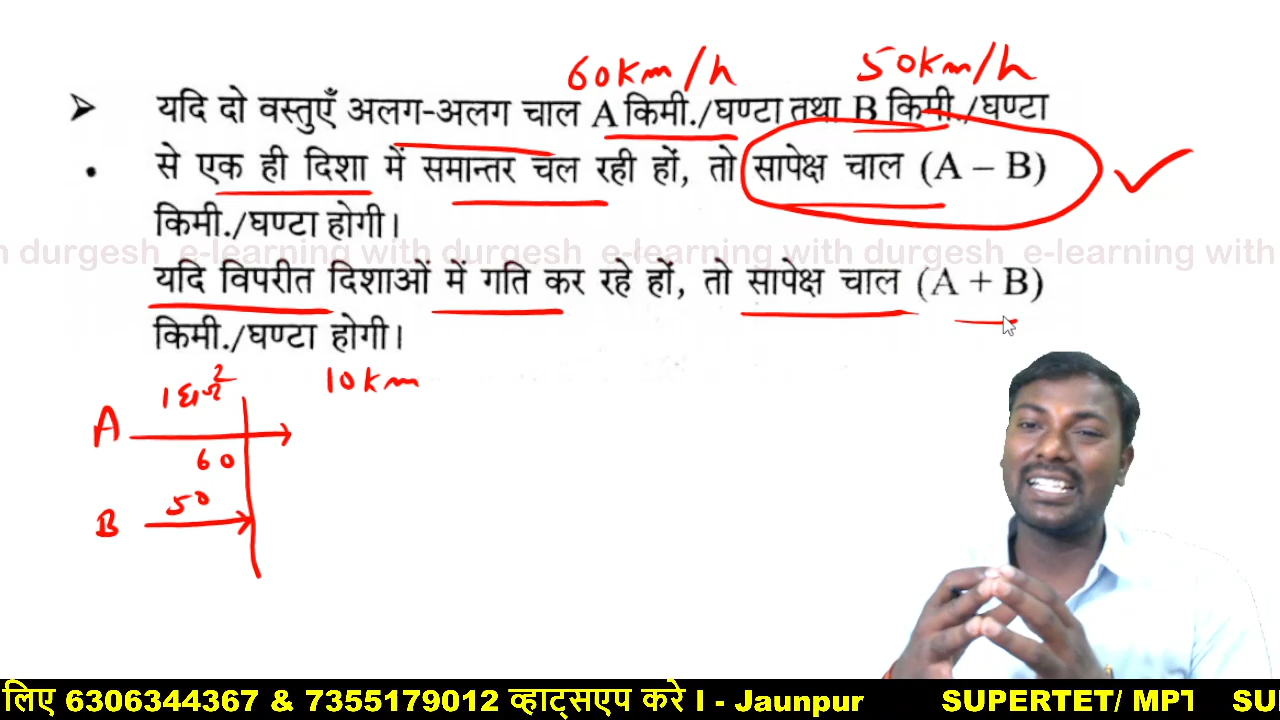 60km/h 50km/h
➤ यदि दो वस्तुएँ अलग-अलग चाल A किमी./घण्टा तथा B किमी./घण्टा
• से एक ही दिशा में समान्तर चल रही हों, तो सापेक्ष चाल (A – B)
किमी./घण्टा होगी।
durgesh e-learning with durgesh e-learning with durgesh e-learning with
यदि विपरीत दिशाओं में गति कर रहे हों, तो सापेक्ष चाल (A + B)
किमी./घण्टा होगी।
10km
A
60
50
B
लिए 6306344367 & 7355179012 व्हाट्सएप करे I - Jaunpur SUPERTET/ MP